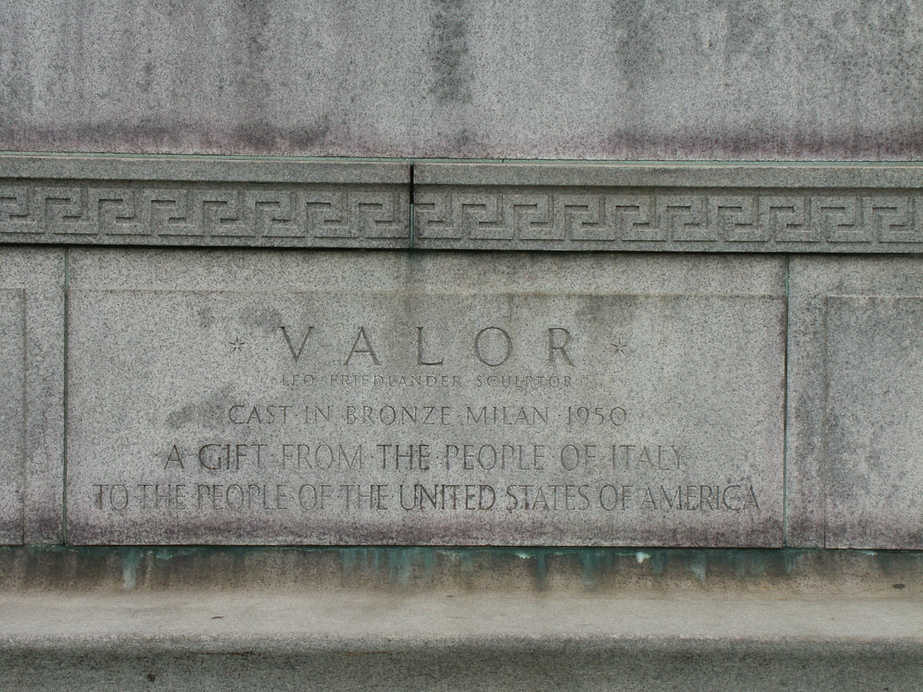 * VALOR *
LEO FRIEDLANDER SCULPTOR
CAST IN BRONZE MILAN 1950
A GIFT FROM THE PEOPLE OF ITALY
TO THE PEOPLE OF THE UNITED STATES OF AMERICA